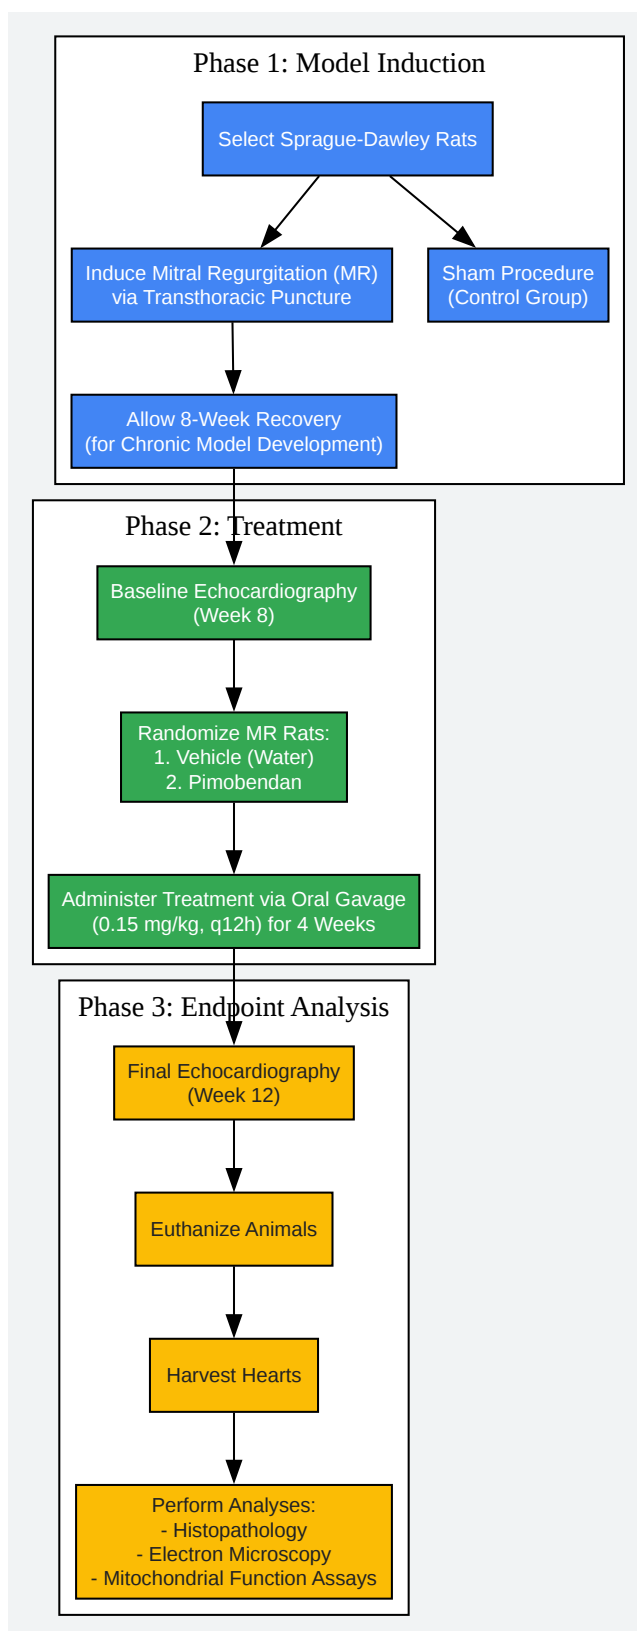 Phase 1: Model Induction
Select Sprague-Dawley Rats
Induce Mitral Regurgitation (MR)
via Transthoracic Puncture
Sham Procedure
(Control Group)
Allow 8-Week Recovery
(for Chronic Model Development)
Phase 2: Treatment
Baseline Echocardiography
(Week 8)
Randomize MR Rats:
1. Vehicle (Water)
2. Pimobendan
Administer Treatment via Oral Gavage
(0.15 mg/kg, q12h) for 4 Weeks
Phase 3: Endpoint Analysis
Final Echocardiography
(Week 12)
Euthanize Animals
Harvest Hearts
Perform Analyses:
- Histopathology
- Electron Microscopy
- Mitochondrial Function Assays